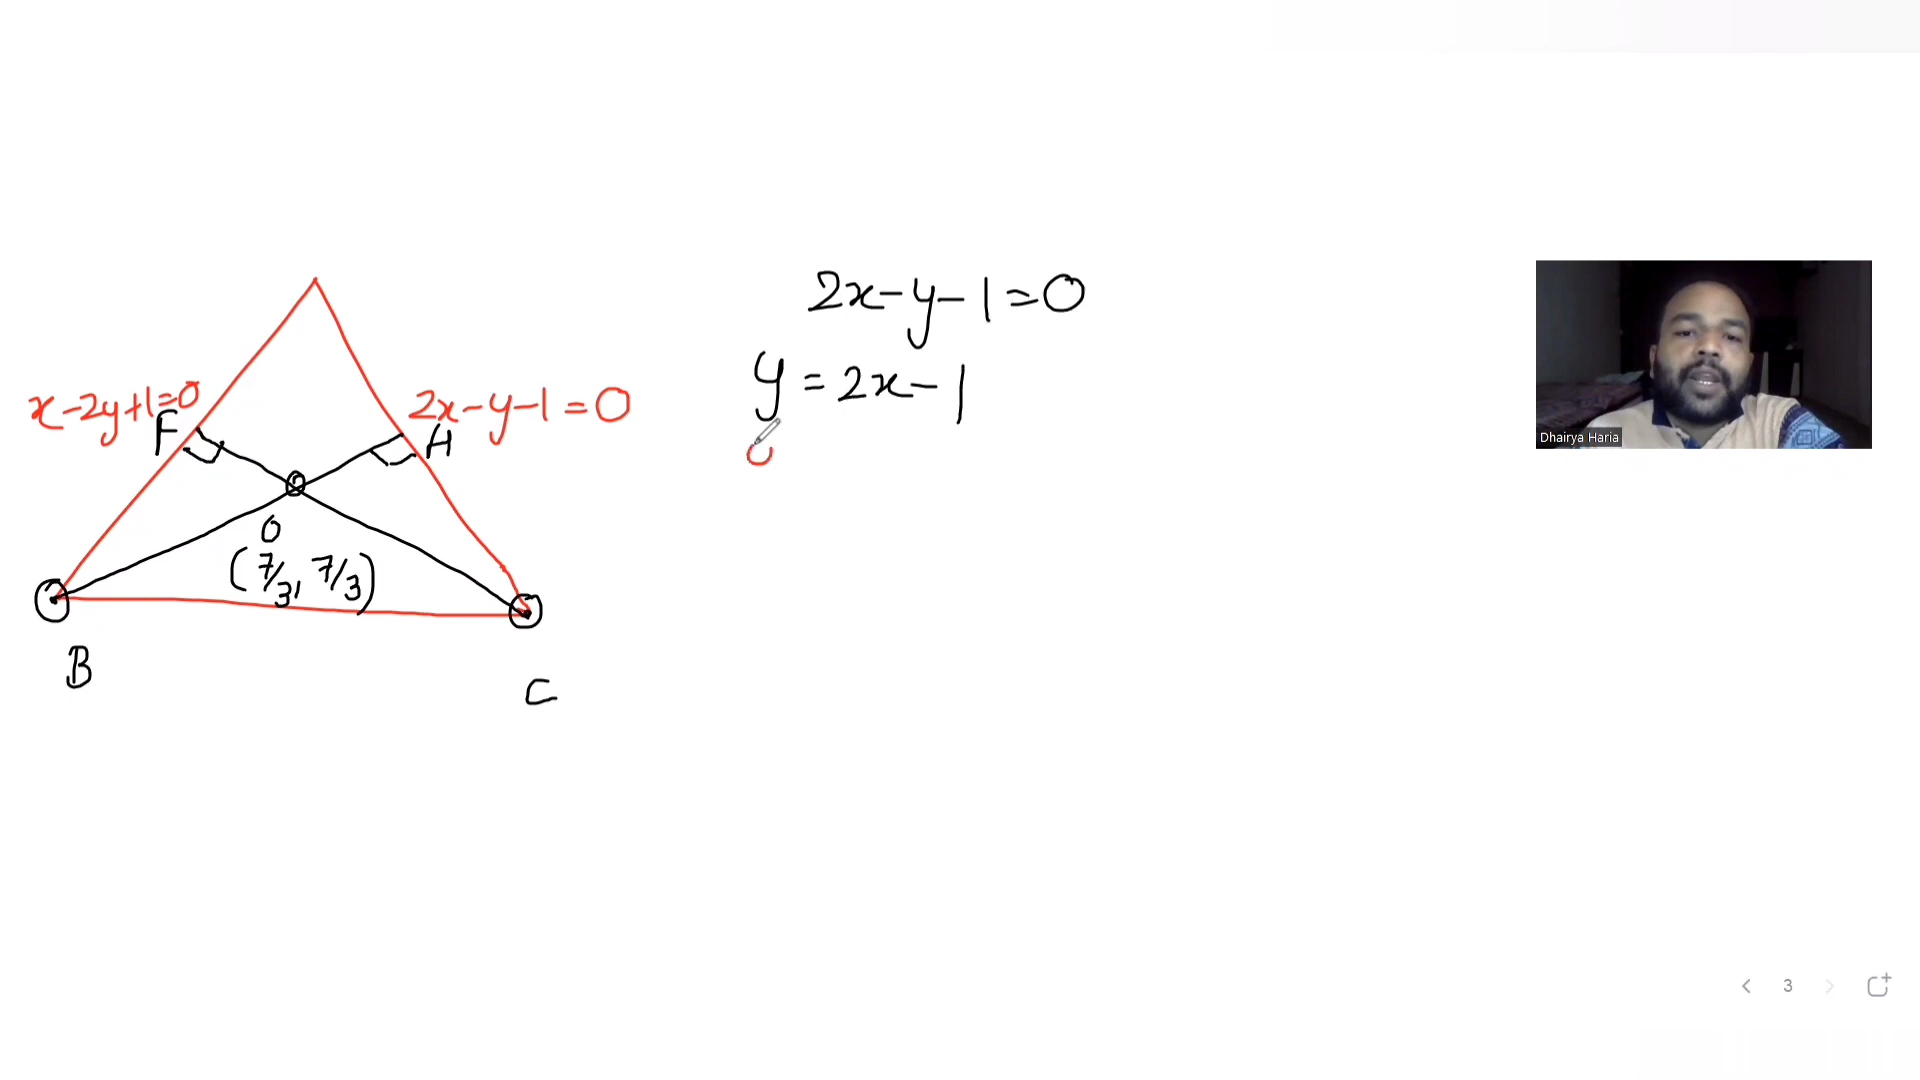 2x-y-1=0
y=2x-1
x-2y+1=0
2x-y-1=0
F
H
O
(7/3, 7/3)
B
C
Dhairya Haria
3